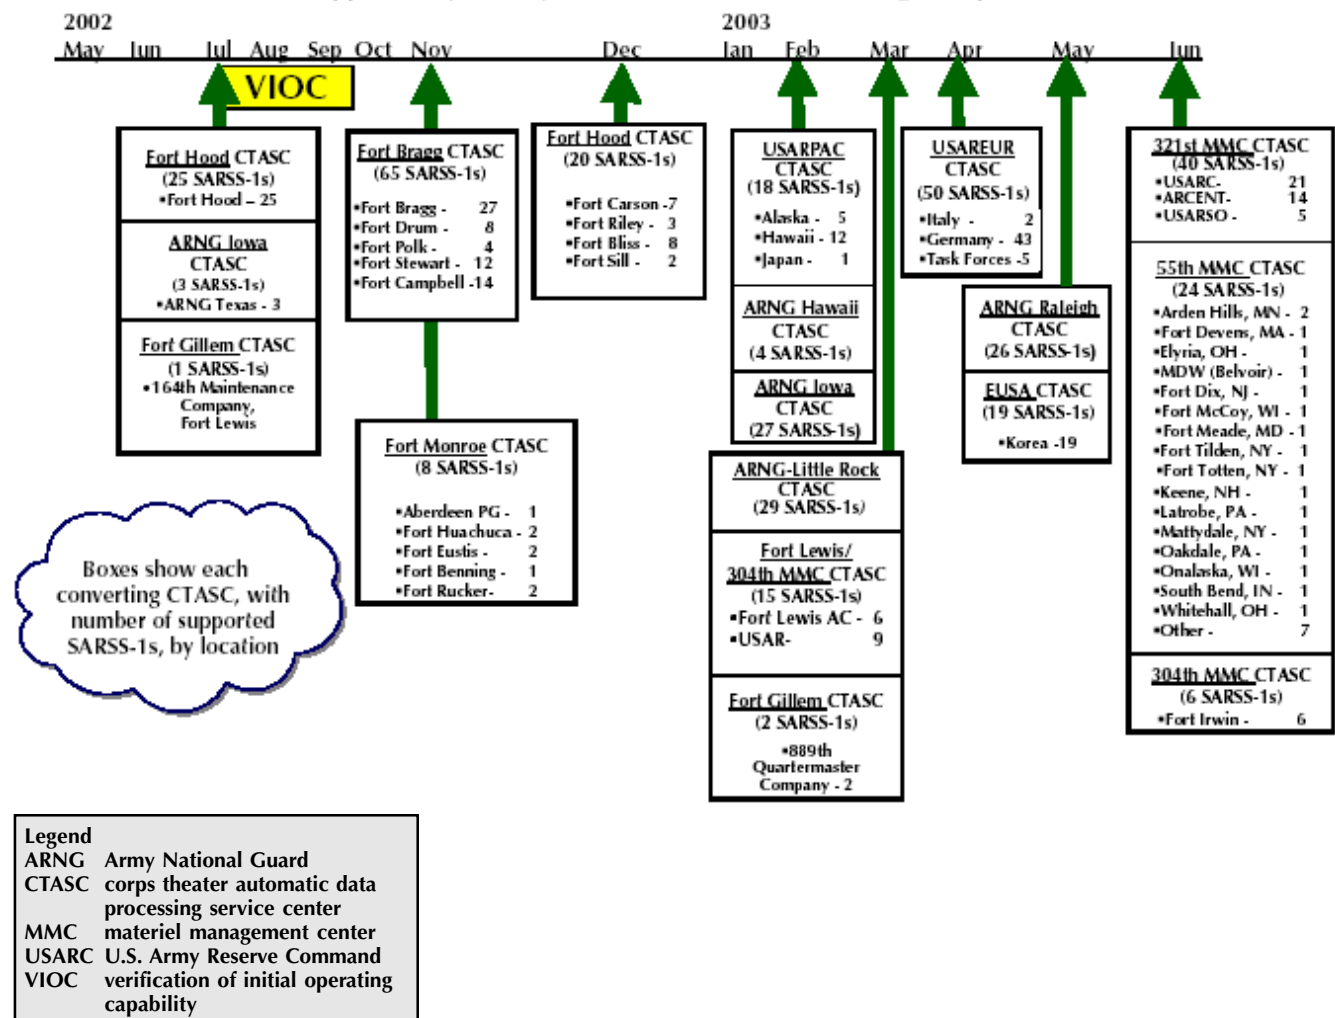 2002
2003
May Jun Jul Aug Sep Oct Nov Dec Jan Feb Mar Apr May Jun
VIOC
Fort Hood CTASC
(25 SARSS-1s)
▪Fort Hood – 25
ARNG Iowa
CTASC
(3 SARSS-1s)
▪ARNG Texas - 3
Fort Gillem CTASC
(1 SARSS-1s)
▪164th Maintenance
Company,
Fort Lewis
Fort Bragg CTASC
(65 SARSS-1s)
▪Fort Bragg - 27
▪Fort Drum - 8
▪Fort Polk - 4
▪Fort Stewart - 12
▪Fort Campbell -14
Fort Monroe CTASC
(8 SARSS-1s)
▪Aberdeen PG - 1
▪Fort Huachuca - 2
▪Fort Eustis - 2
▪Fort Benning - 1
▪Fort Rucker- 2
Fort Hood CTASC
(20 SARSS-1s)
▪Fort Carson -7
▪Fort Riley - 3
▪Fort Bliss - 8
▪Fort Sill - 2
USARPAC
CTASC
(18 SARSS-1s)
▪Alaska - 5
▪Hawaii - 12
▪Japan - 1
ARNG Hawaii
CTASC
(4 SARSS-1s)
ARNG Iowa
CTASC
(27 SARSS-1s)
ARNG-Little Rock
CTASC
(29 SARSS-1s)
Fort Lewis/
304th MMC CTASC
(15 SARSS-1s)
▪Fort Lewis AC - 6
▪USAR- 9
Fort Gillem CTASC
(2 SARSS-1s)
▪889th
Quartermaster
Company - 2
USAREUR
CTASC
(50 SARSS-1s)
▪Italy - 2
▪Germany - 43
▪Task Forces -5
ARNG Raleigh
CTASC
(26 SARSS-1s)
EUSA CTASC
(19 SARSS-1s)
▪Korea -19
321st MMC CTASC
(40 SARSS-1s)
▪USARC- 21
▪ARCENT- 14
▪USARSO - 5
55th MMC CTASC
(24 SARSS-1s)
▪Arden Hills, MN - 2
▪Fort Devens, MA - 1
▪Elyria, OH - 1
▪MDW (Belvoir) - 1
▪Fort Dix, NJ - 1
▪Fort McCoy, WI - 1
▪Fort Meade, MD - 1
▪Fort Tilden, NY - 1
▪Fort Totten, NY - 1
▪Keene, NH - 1
▪Latrobe, PA - 1
▪Mattydale, NY - 1
▪Oakdale, PA - 1
▪Onalaska, WI - 1
▪South Bend, IN - 1
▪Whitehall, OH - 1
▪Other - 7
304th MMC CTASC
(6 SARSS-1s)
▪Fort Irwin - 6
Boxes show each
converting CTASC, with
number of supported
SARSS-1s, by location
Legend
ARNG Army National Guard
CTASC corps theater automatic data
processing service center
MMC materiel management center
USARC U.S. Army Reserve Command
VIOC verification of initial operating
capability